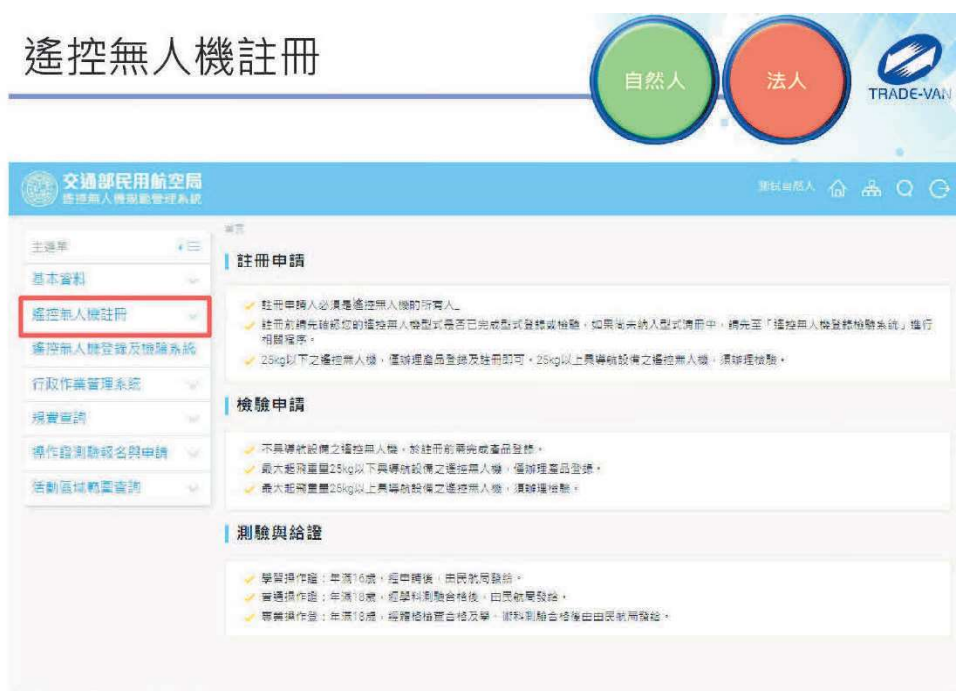 遙控無人機註冊
自然人
法人
TRADE-VAN
交通部民用航空局
遙控無人機規範管理系統
測試自然人
首頁
主選單
基本資料
遙控無人機註冊
遙控無人機登錄及檢驗系統
行政作業管理系統
規費查詢
操作證測驗報名與申請
活動區域範圍查詢
註冊申請
註冊申請人必須是遙控無人機的所有人。
註冊前請先確認您的遙控無人機型式是否已完成型式登錄或檢驗，如果尚未納入型式清冊中，請先至「遙控無人機登錄檢驗系統」進行
相關程序。
25kg以下之遙控無人機，僅辦理產品登錄及註冊即可。25kg以上具導航設備之遙控無人機，須辦理檢驗。
檢驗申請
不具導航設備之遙控無人機，於註冊前需完成產品登錄。
最大起飛重量25kg以下具導航設備之遙控無人機，僅辦理產品登錄。
最大起飛重量25kg以上具導航設備之遙控無人機，須辦理檢驗。
測驗與給證
學習操作證：年滿16歲，經申請後，由民航局發給。
普通操作證：年滿18歲，經學科測驗合格後，由民航局發給。
專業操作證：年滿18歲，經體格檢查合格及學、術科測驗合格後由由民航局發給。